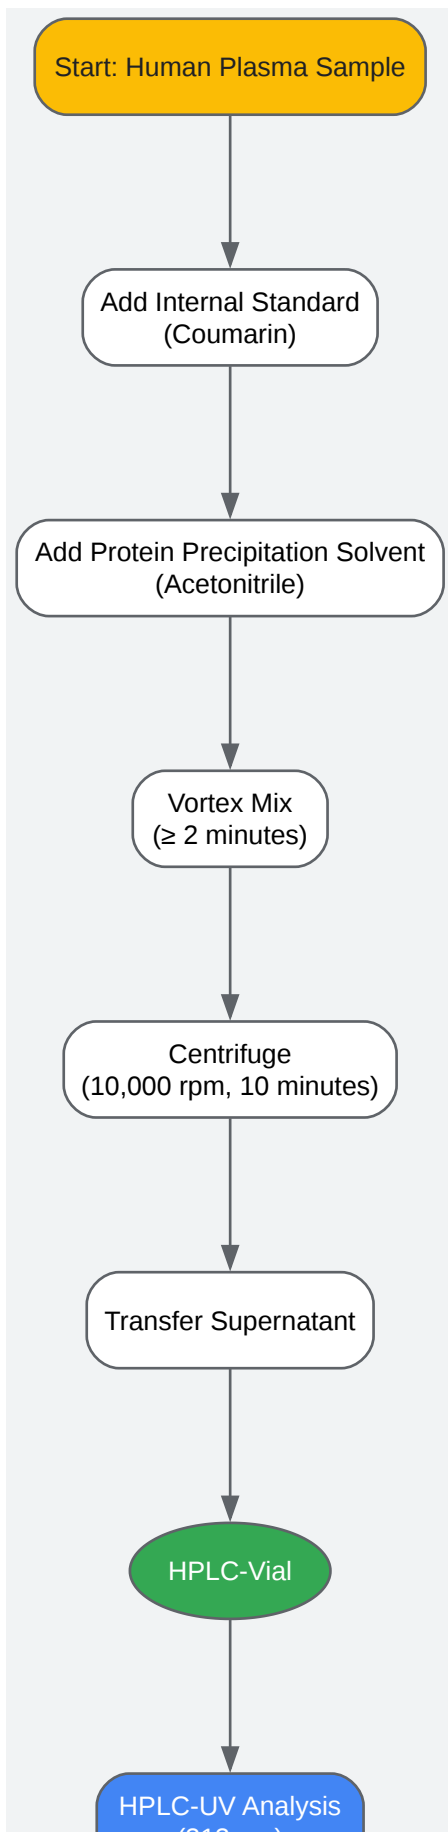 Start: Human Plasma Sample
Add Internal Standard
(Coumarin)
Add Protein Precipitation Solvent
(Acetonitrile)
Vortex Mix
(≥ 2 minutes)
Centrifuge
(10,000 rpm, 10 minutes)
Transfer Supernatant
HPLC-Vial
HPLC-UV Analysis